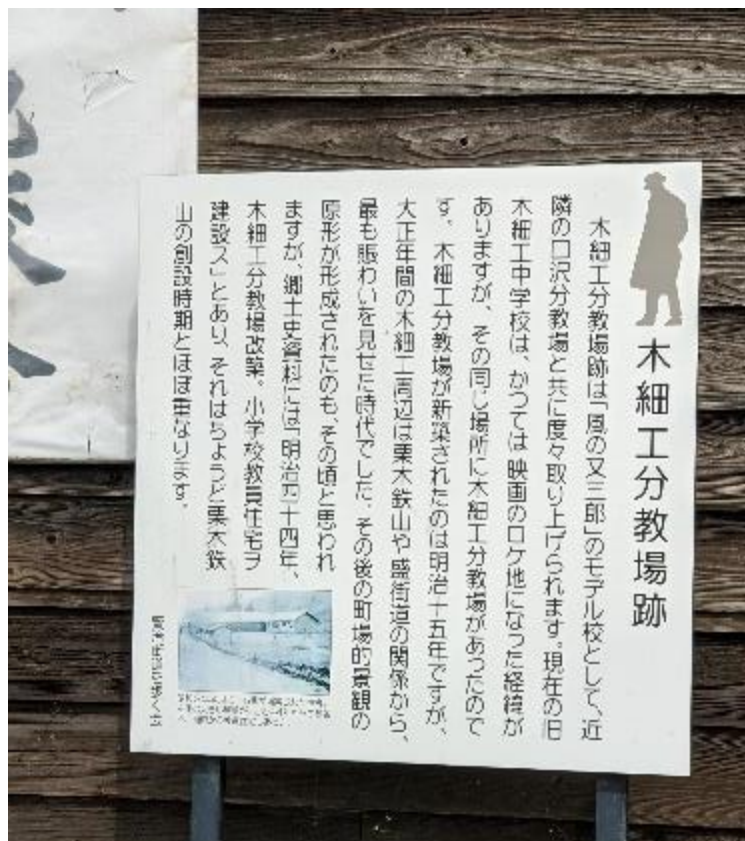 木細工分教場跡
木細工分教場跡は「風の又三郎」のモデル校として、近
隣の口沢分教場と共に度々取り上げられます。現在の旧
木細工中学校は、かつては映画のロケ地になった経緯が
ありますが、その同じ場所に木細工分教場があったので
す。木細工分教場が新築されたのは明治十五年ですが、
大正年間の木細工周辺は栗木鉄山や盛街道の関係から、
最も賑わいを見せた時代でした。その後の町場的景観の
原形が形成されたのも、その頃と思われ
ますが、郷土史資料には「明治四十四年、
木細工分教場改築。小学校教員住宅ヲ
建設ス」とあり、それはちょうど栗木鉄
山の創設時期とほぼ重なります。